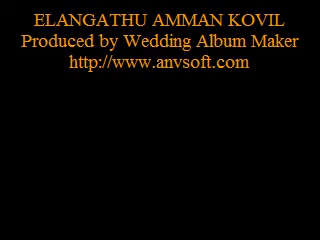 ELANGATHU AMMAN KOVIL
Produced by Wedding Album Maker
http://www.anvsoft.com